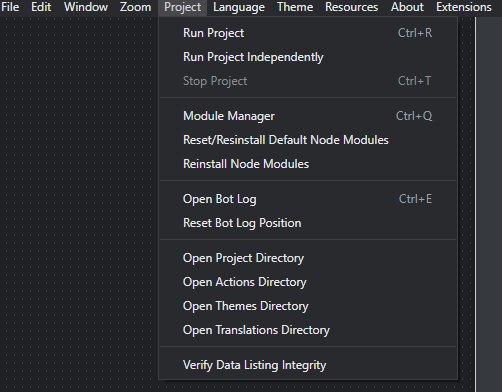 File Edit Window Zoom Project Language Theme Resources About Extensions
Run Project Ctrl+R
Run Project Independently
Stop Project Ctrl+T
Module Manager Ctrl+Q
Reset/Resinstall Default Node Modules
Reinstall Node Modules
Open Bot Log Ctrl+E
Reset Bot Log Position
Open Project Directory
Open Actions Directory
Open Themes Directory
Open Translations Directory
Verify Data Listing Integrity